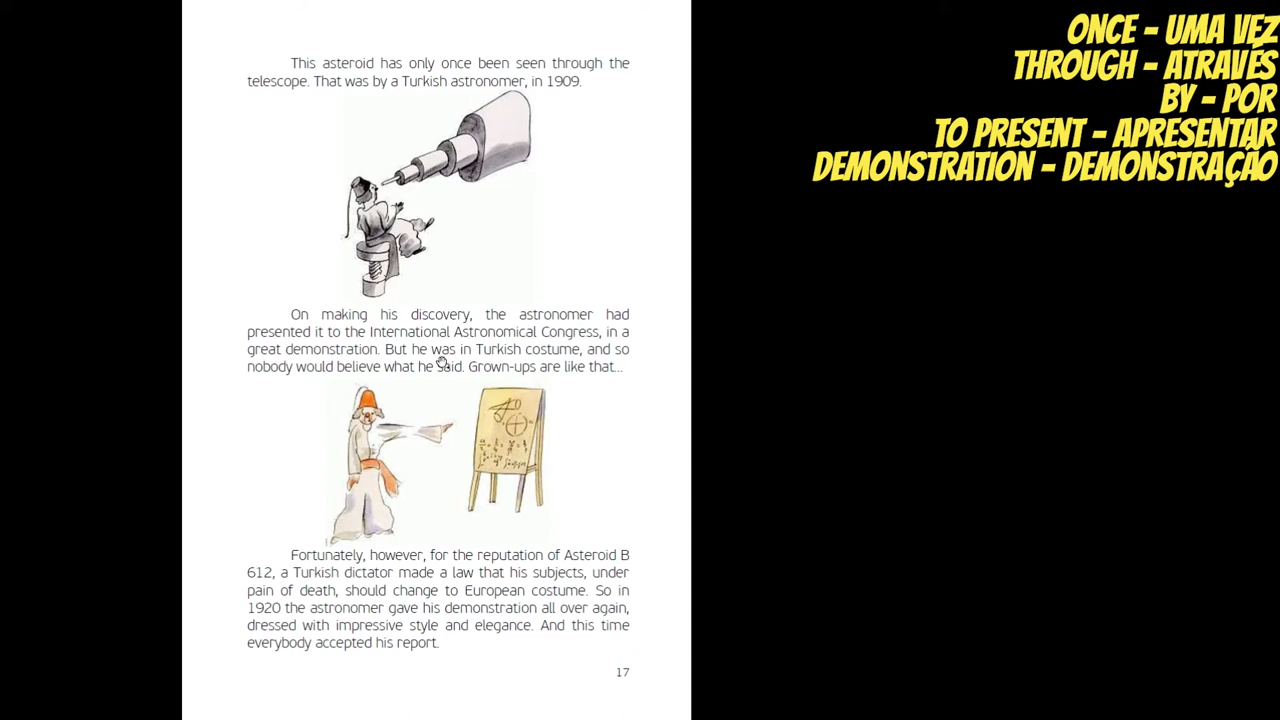 This asteroid has only once been seen through the
telescope. That was by a Turkish astronomer, in 1909.
On making his discovery, the astronomer had
presented it to the International Astronomical Congress, in a
great demonstration. But he was in Turkish costume, and so
nobody would believe what he said. Grown-ups are like that...
Fortunately, however, for the reputation of Asteroid B
612, a Turkish dictator made a law that his subjects, under
pain of death, should change to European costume. So in
1920 the astronomer gave his demonstration all over again,
dressed with impressive style and elegance. And this time
everybody accepted his report.
17
ONCE - UMA VEZ
THROUGH - ATRAVÉS
BY - POR
TO PRESENT - APRESENTAR
DEMONSTRATION - DEMONSTRAÇÃO